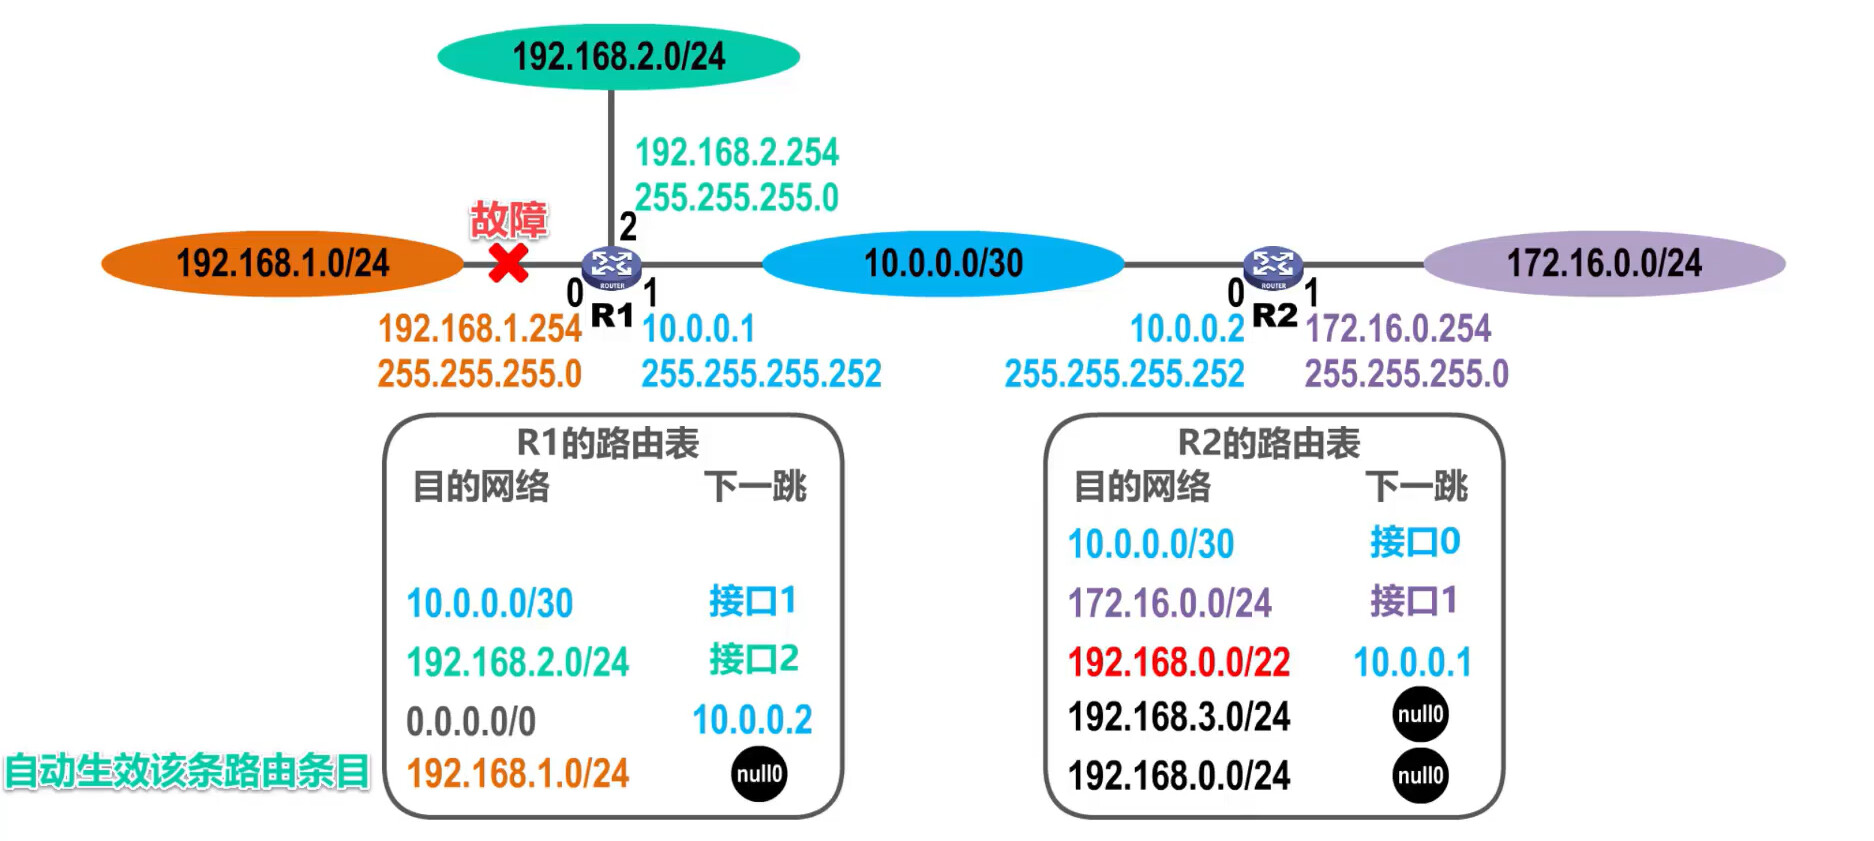 192.168.2.0/24
192.168.2.254
255.255.255.0
故障
2
192.168.1.0/24
10.0.0.0/30
172.16.0.0/24
ROUTER
ROUTER
0
R1
1
0
R2
1
192.168.1.254
255.255.255.0
10.0.0.1
255.255.255.252
10.0.0.2
255.255.255.252
172.16.0.254
255.255.255.0
R1的路由表
目的网络 下一跳
10.0.0.0/30 接口1
192.168.2.0/24 接口2
0.0.0.0/0 10.0.0.2
192.168.1.0/24 null0
自动生效该条路由条目
R2的路由表
目的网络 下一跳
10.0.0.0/30 接口0
172.16.0.0/24 接口1
192.168.0.0/22 10.0.0.1
192.168.3.0/24 null0
192.168.0.0/24 null0